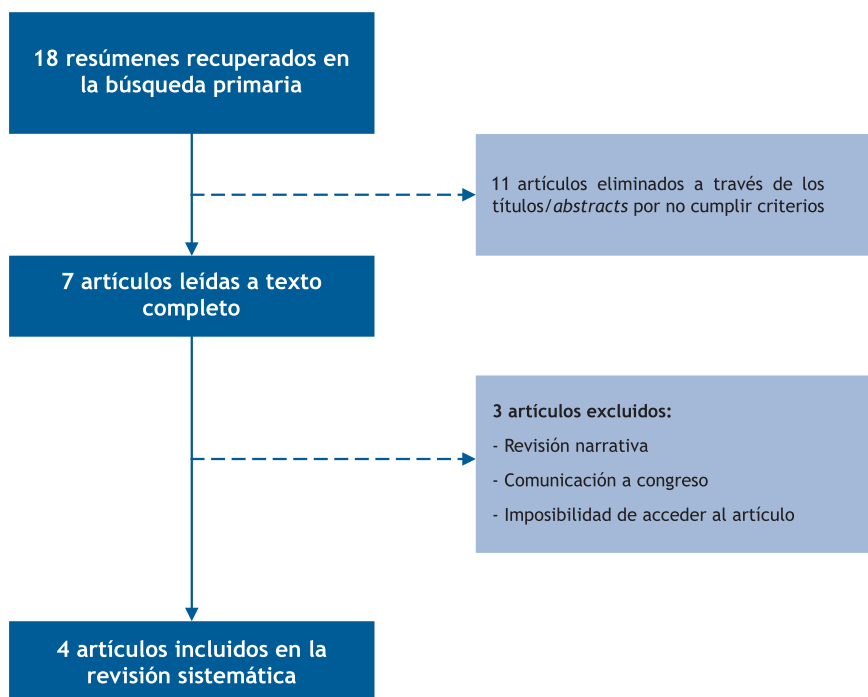 18 resúmenes recuperados en
la búsqueda primaria
11 artículos eliminados a través de los
títulos/abstracts por no cumplir criterios
7 artículos leídas a texto
completo
3 artículos excluidos:
- Revisión narrativa
- Comunicación a congreso
- Imposibilidad de acceder al artículo
4 artículos incluidos en la
revisión sistemática